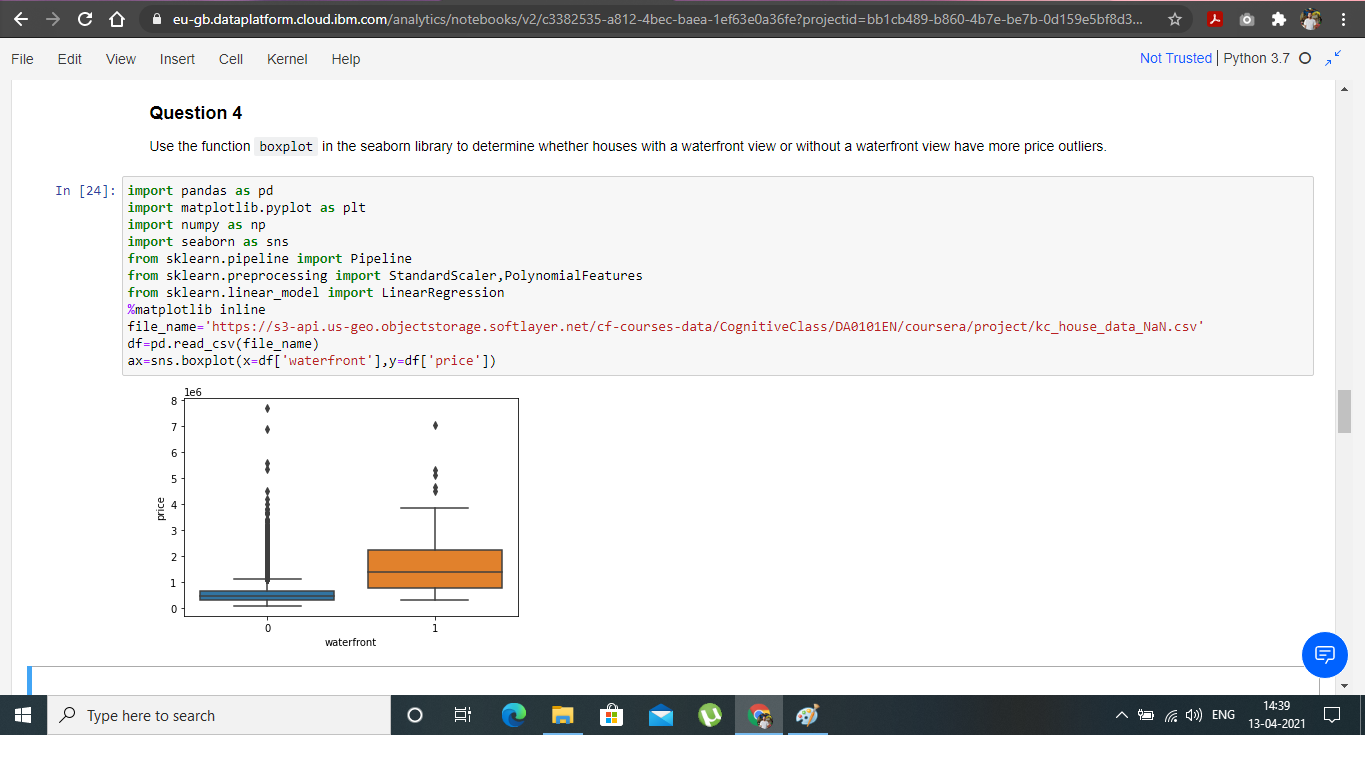 eu-gb.dataplatform.cloud.ibm.com/analytics/notebooks/v2/c3382535-a812-4bec-baea-1ef63e0a36fe?projectid=bb1cb489-b860-4b7e-be7b-0d159e5bf8d3...
File Edit View Insert Cell Kernel Help Not Trusted | Python 3.7
Question 4
Use the function boxplot in the seaborn library to determine whether houses with a waterfront view or without a waterfront view have more price outliers.
In [24]: import pandas as pd
import matplotlib.pyplot as plt
import numpy as np
import seaborn as sns
from sklearn.pipeline import Pipeline
from sklearn.preprocessing import StandardScaler,PolynomialFeatures
from sklearn.linear_model import LinearRegression
%matplotlib inline
file_name='https://s3-api.us-geo.objectstorage.softlayer.net/cf-courses-data/CognitiveClass/DA0101EN/coursera/project/kc_house_data_NaN.csv'
df=pd.read_csv(file_name)
ax=sns.boxplot(x=df['waterfront'],y=df['price'])
1e6
8
7
6
5
4
3
2
1
0
price
0 1
waterfront
Type here to search
ENG
14:39
13-04-2021